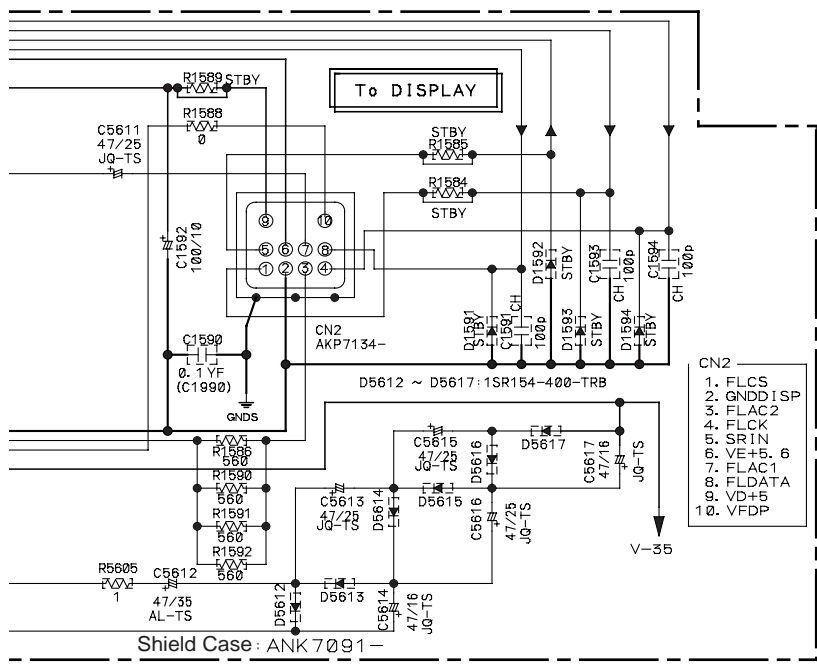 R1589
STBY
To DISPLAY
R1588
0
C5611
47/25
JQ-TS
STBY
R1585
R1584
STBY
9
10
5
6
7
8
1
2
3
4
C1592
100/10
D1592
STBY
C1593
100p
CH
C1594
100p
CH
CN2
AKP7134-
D1591
STBY
C1591
CH
100p
D1593
STBY
D1594
STBY
C1590
0.1YF
(C1990)
GNDS
D5612 ~ D5617:1SR154-400-TRB
CN2
1. FLCS
2. GNDDISP
3. FLAC2
4. FLCK
5. SRIN
6. VE+5.6
7. FLAC1
8. FLDATA
9. VD+5
10. VFDP
R1586
560
R1590
560
R1591
560
R1592
560
C5615
47/25
JQ-TS
D5616
D5617
C5617
47/16
JQ-TS
C5613
47/25
JQ-TS
D5614
D5615
C5616
47/25
JQ-TS
V-35
R5605
1
C5612
47/35
AL-TS
D5612
D5613
C5614
47/16
JQ-TS
Shield Case: ANK7091-